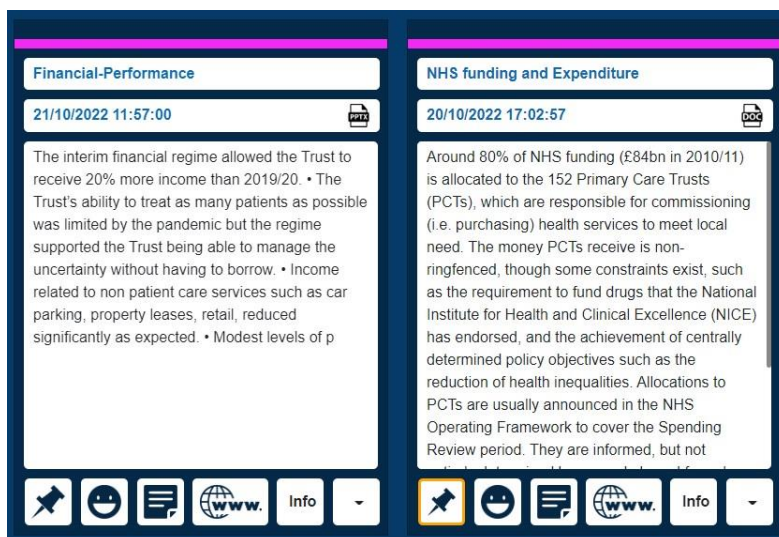 Financial-Performance
21/10/2022 11:57:00
PPTX
The interim financial regime allowed the Trust to
receive 20% more income than 2019/20. • The
Trust's ability to treat as many patients as possible
was limited by the pandemic but the regime
supported the Trust being able to manage the
uncertainty without having to borrow. • Income
related to non patient care services such as car
parking, property leases, retail, reduced
significantly as expected. • Modest levels of p
www.
Info
NHS funding and Expenditure
20/10/2022 17:02:57
DOC
Around 80% of NHS funding (£84bn in 2010/11)
is allocated to the 152 Primary Care Trusts
(PCTs), which are responsible for commissioning
(i.e. purchasing) health services to meet local
need. The money PCTs receive is non-
ringfenced, though some constraints exist, such
as the requirement to fund drugs that the National
Institute for Health and Clinical Excellence (NICE)
has endorsed, and the achievement of centrally
determined policy objectives such as the
reduction of health inequalities. Allocations to
PCTs are usually announced in the NHS
Operating Framework to cover the Spending
Review period. They are informed, but not
www.
Info